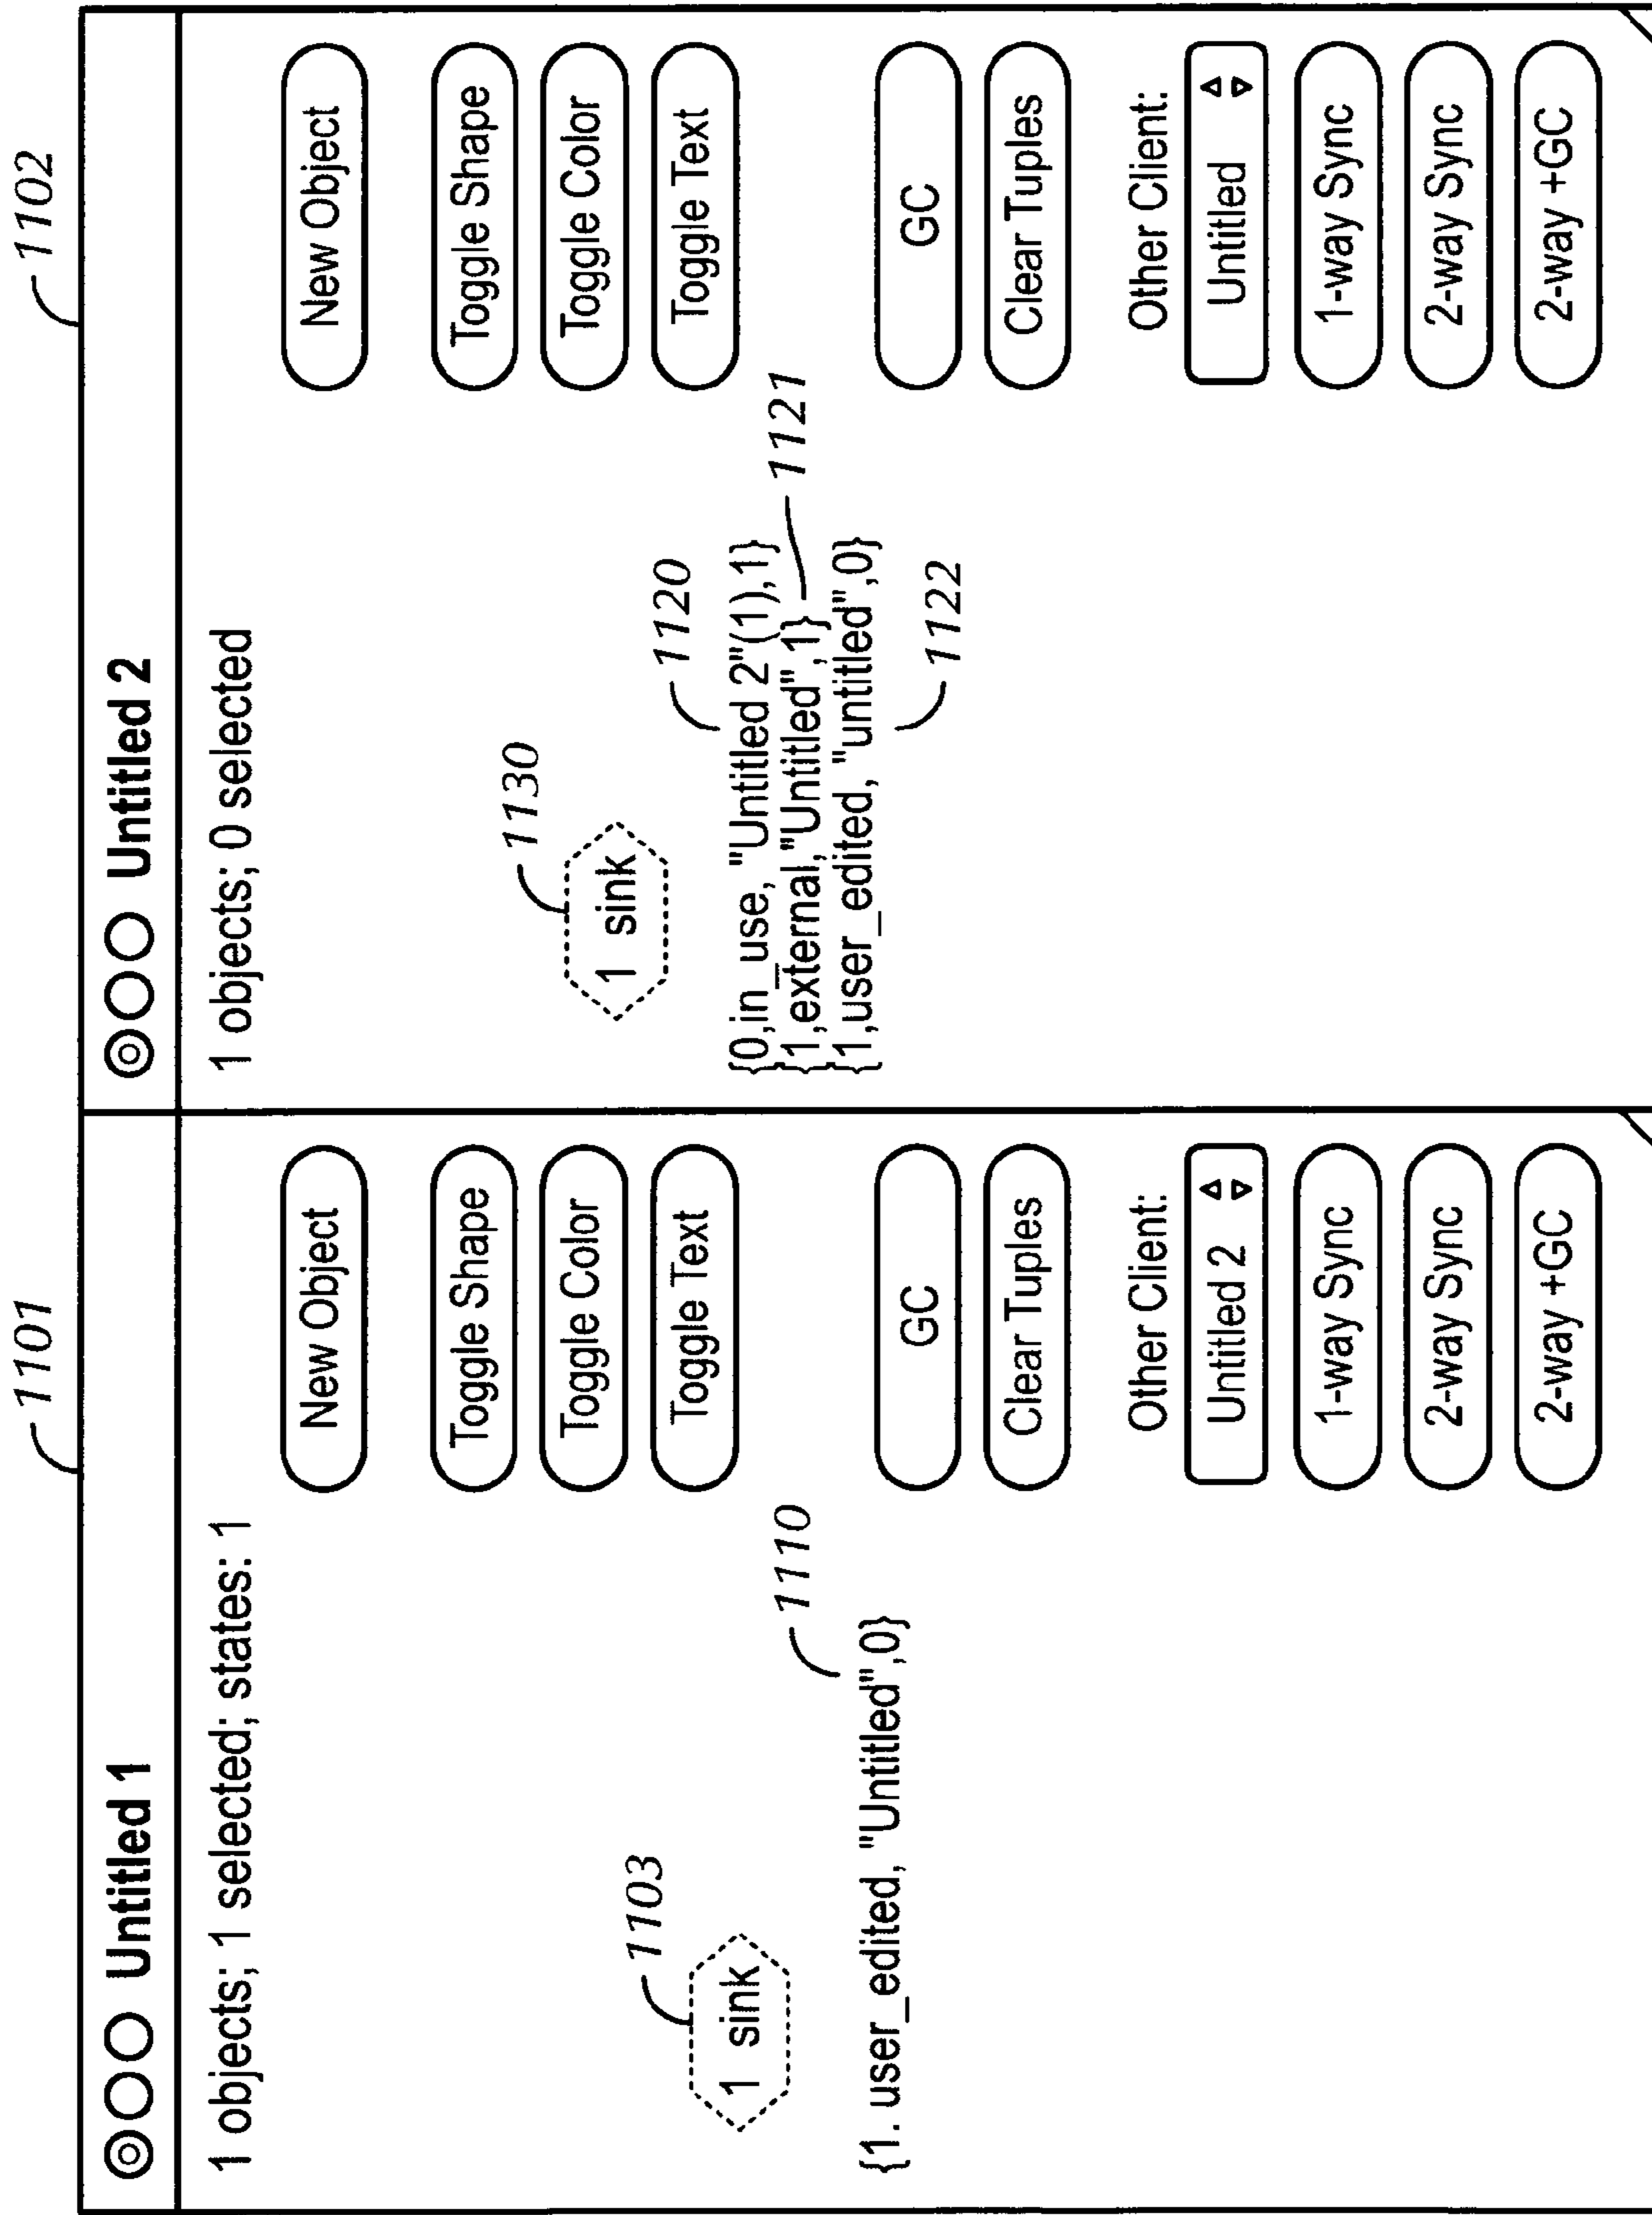 1101
Untitled 1
1 objects; 1 selected; states: 1
New Object
1103
1 sink
Toggle Shape
Toggle Color
Toggle Text
1110
{1. user_edited, "Untitled",0}
GC
Clear Tuples
Other Client:
Untitled 2
1-way Sync
2-way Sync
2-way +GC
1102
Untitled 2
1 objects; 0 selected
New Object
1130
1 sink
Toggle Shape
Toggle Color
Toggle Text
1120
{0,in_use, "Untitled 2"(1),1}
{1,external,"Untitled",1}
1121
{1,user_edited, "untitled",0}
1122
GC
Clear Tuples
Other Client:
Untitled
1-way Sync
2-way Sync
2-way +GC